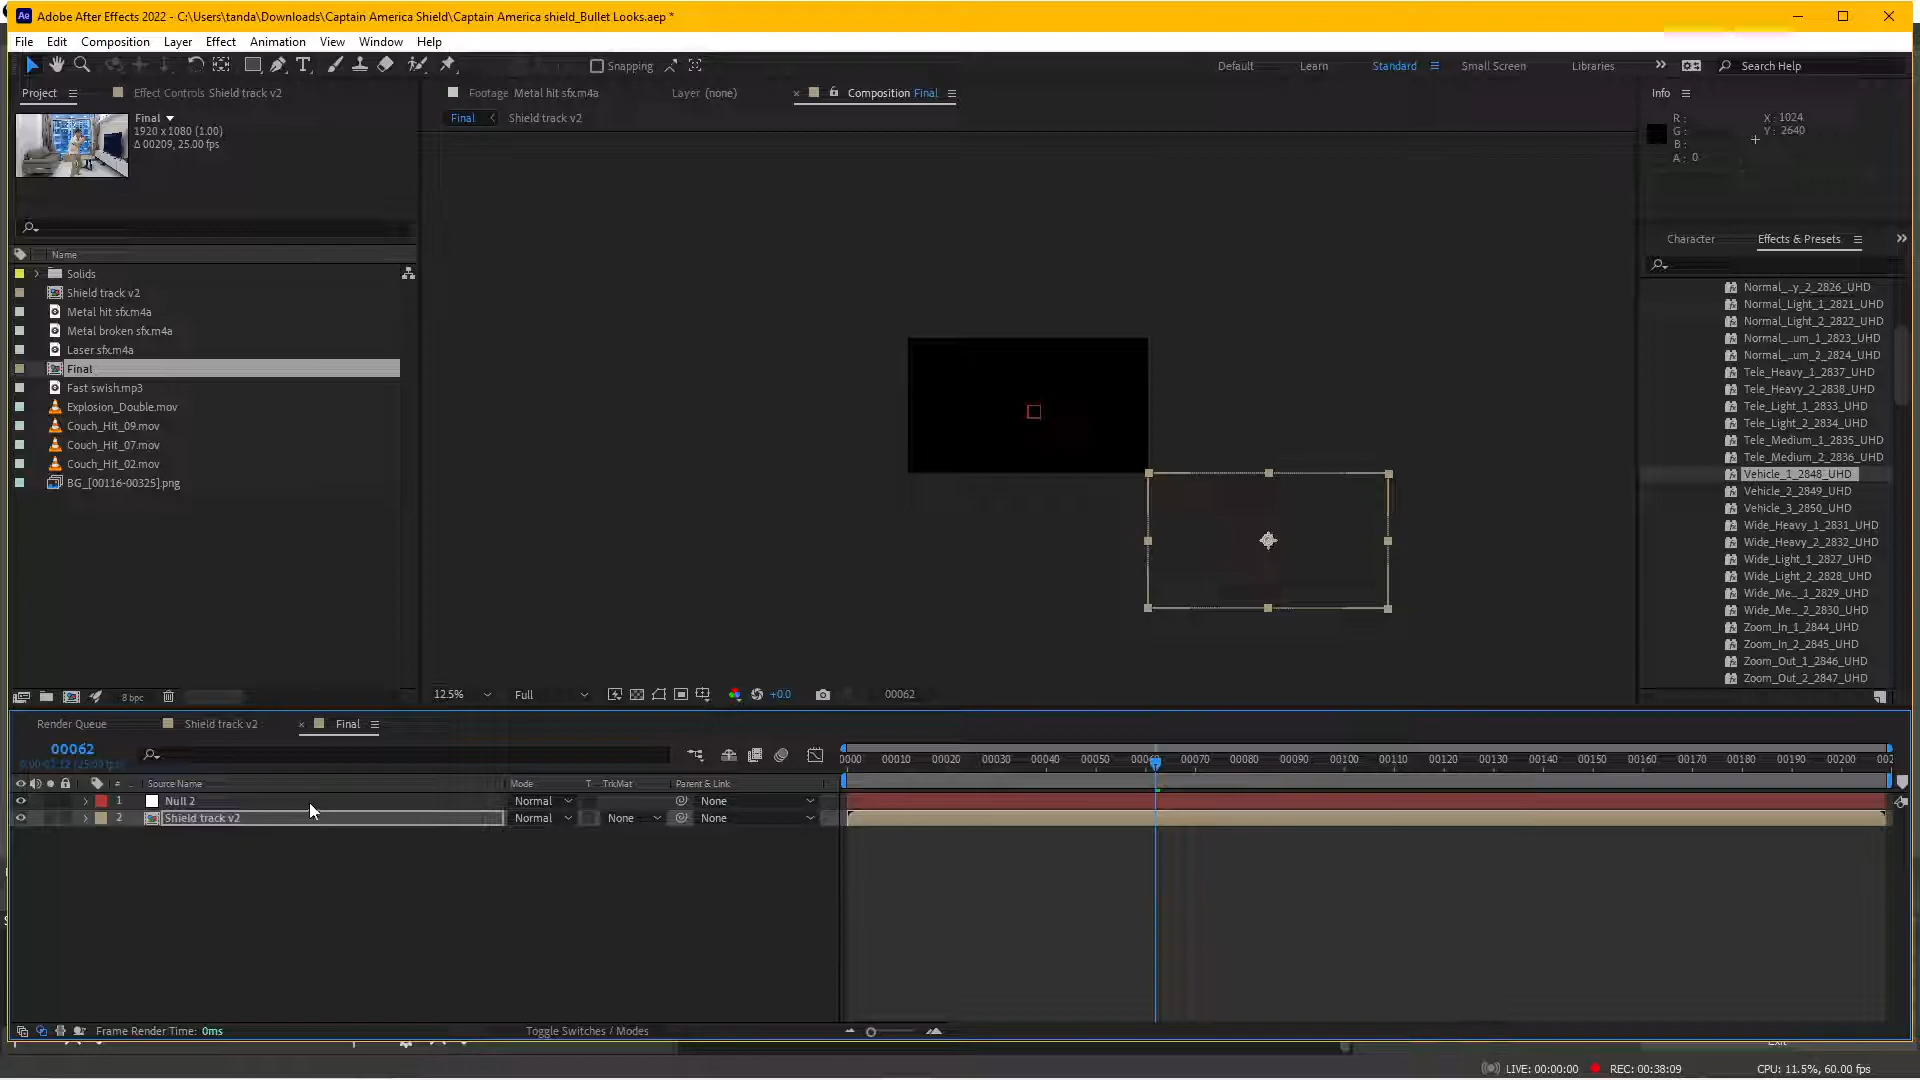 Adobe After Effects 2022 - C:\Users\tanda\Downloads\Captain America Shield\Captain America shield_Bullet Looks.aep *
File Edit Composition Layer Effect Animation View Window Help
Snapping
Default Learn Standard Small Screen Libraries Search Help
Project Effect Controls Shield track v2
Footage Metal hit sfx.m4a Layer (none) Composition Final
Info
Final
1920 x 1080 (1.00)
Δ 00209, 25.00 fps
Final Shield track v2
R :
G :
B :
A : 0
X : 1024
Y : 2640
Character Effects & Presets
Name
Solids
Shield track v2
Metal hit sfx.m4a
Metal broken sfx.m4a
Laser sfx.m4a
Final
Fast swish.mp3
Explosion_Double.mov
Couch_Hit_09.mov
Couch_Hit_07.mov
Couch_Hit_02.mov
BG_[00116-00325].png
Normal_...y_2_2826_UHD
Normal_Light_1_2821_UHD
Normal_Light_2_2822_UHD
Normal_...um_1_2823_UHD
Normal_...um_2_2824_UHD
Tele_Heavy_1_2837_UHD
Tele_Heavy_2_2838_UHD
Tele_Light_1_2833_UHD
Tele_Light_2_2834_UHD
Tele_Medium_1_2835_UHD
Tele_Medium_2_2836_UHD
Vehicle_1_2848_UHD
Vehicle_2_2849_UHD
Vehicle_3_2850_UHD
Wide_Heavy_1_2831_UHD
Wide_Heavy_2_2832_UHD
Wide_Light_1_2827_UHD
Wide_Light_2_2828_UHD
Wide_Me..._1_2829_UHD
Wide_Me..._2_2830_UHD
Zoom_In_1_2844_UHD
Zoom_In_2_2845_UHD
Zoom_Out_1_2846_UHD
Zoom_Out_2_2847_UHD
8 bpc
12.5% Full +0.0 00062
Render Queue Shield track v2 Final
00062
0:00:02:12 (25.00 fps)
0000 00010 00020 00030 00040 00050 00070 00080 00090 00100 00110 00120 00130 00140 00150 00160 00170 00180 00190 00200 002
# Source Name Mode T TrkMat Parent & Link
1 Null 2 Normal None
2 Shield track v2 Normal None None
Frame Render Time: 0ms Toggle Switches / Modes
Exit
LIVE: 00:00:00 REC: 00:38:09 CPU: 11.5%, 60.00 fps